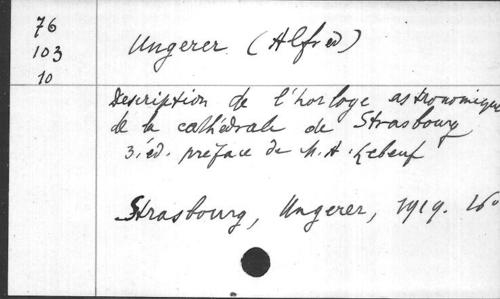 76
103
10
Ungerer (Alfred)
Description de l'horloge astronomique
de la cathédrale de Strasbourg
3.éd. préface de M. A. Lebeuf
Strasbourg, Ungerer, 1919. 16°